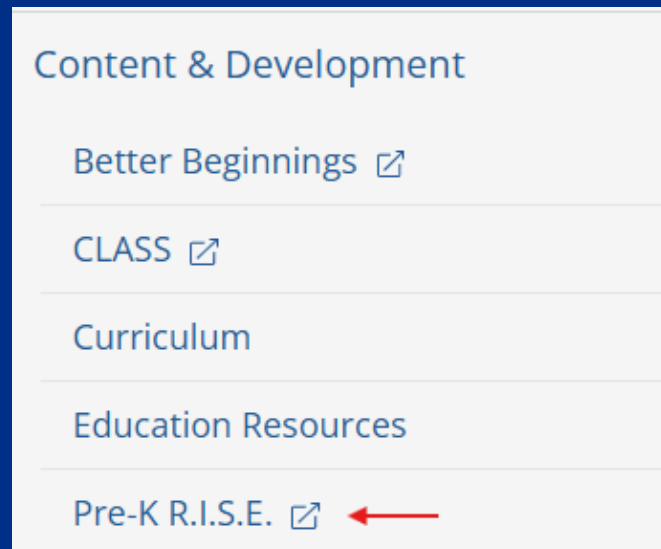 Content & Development
Better Beginnings
CLASS
Curriculum
Education Resources
Pre-K R.I.S.E.